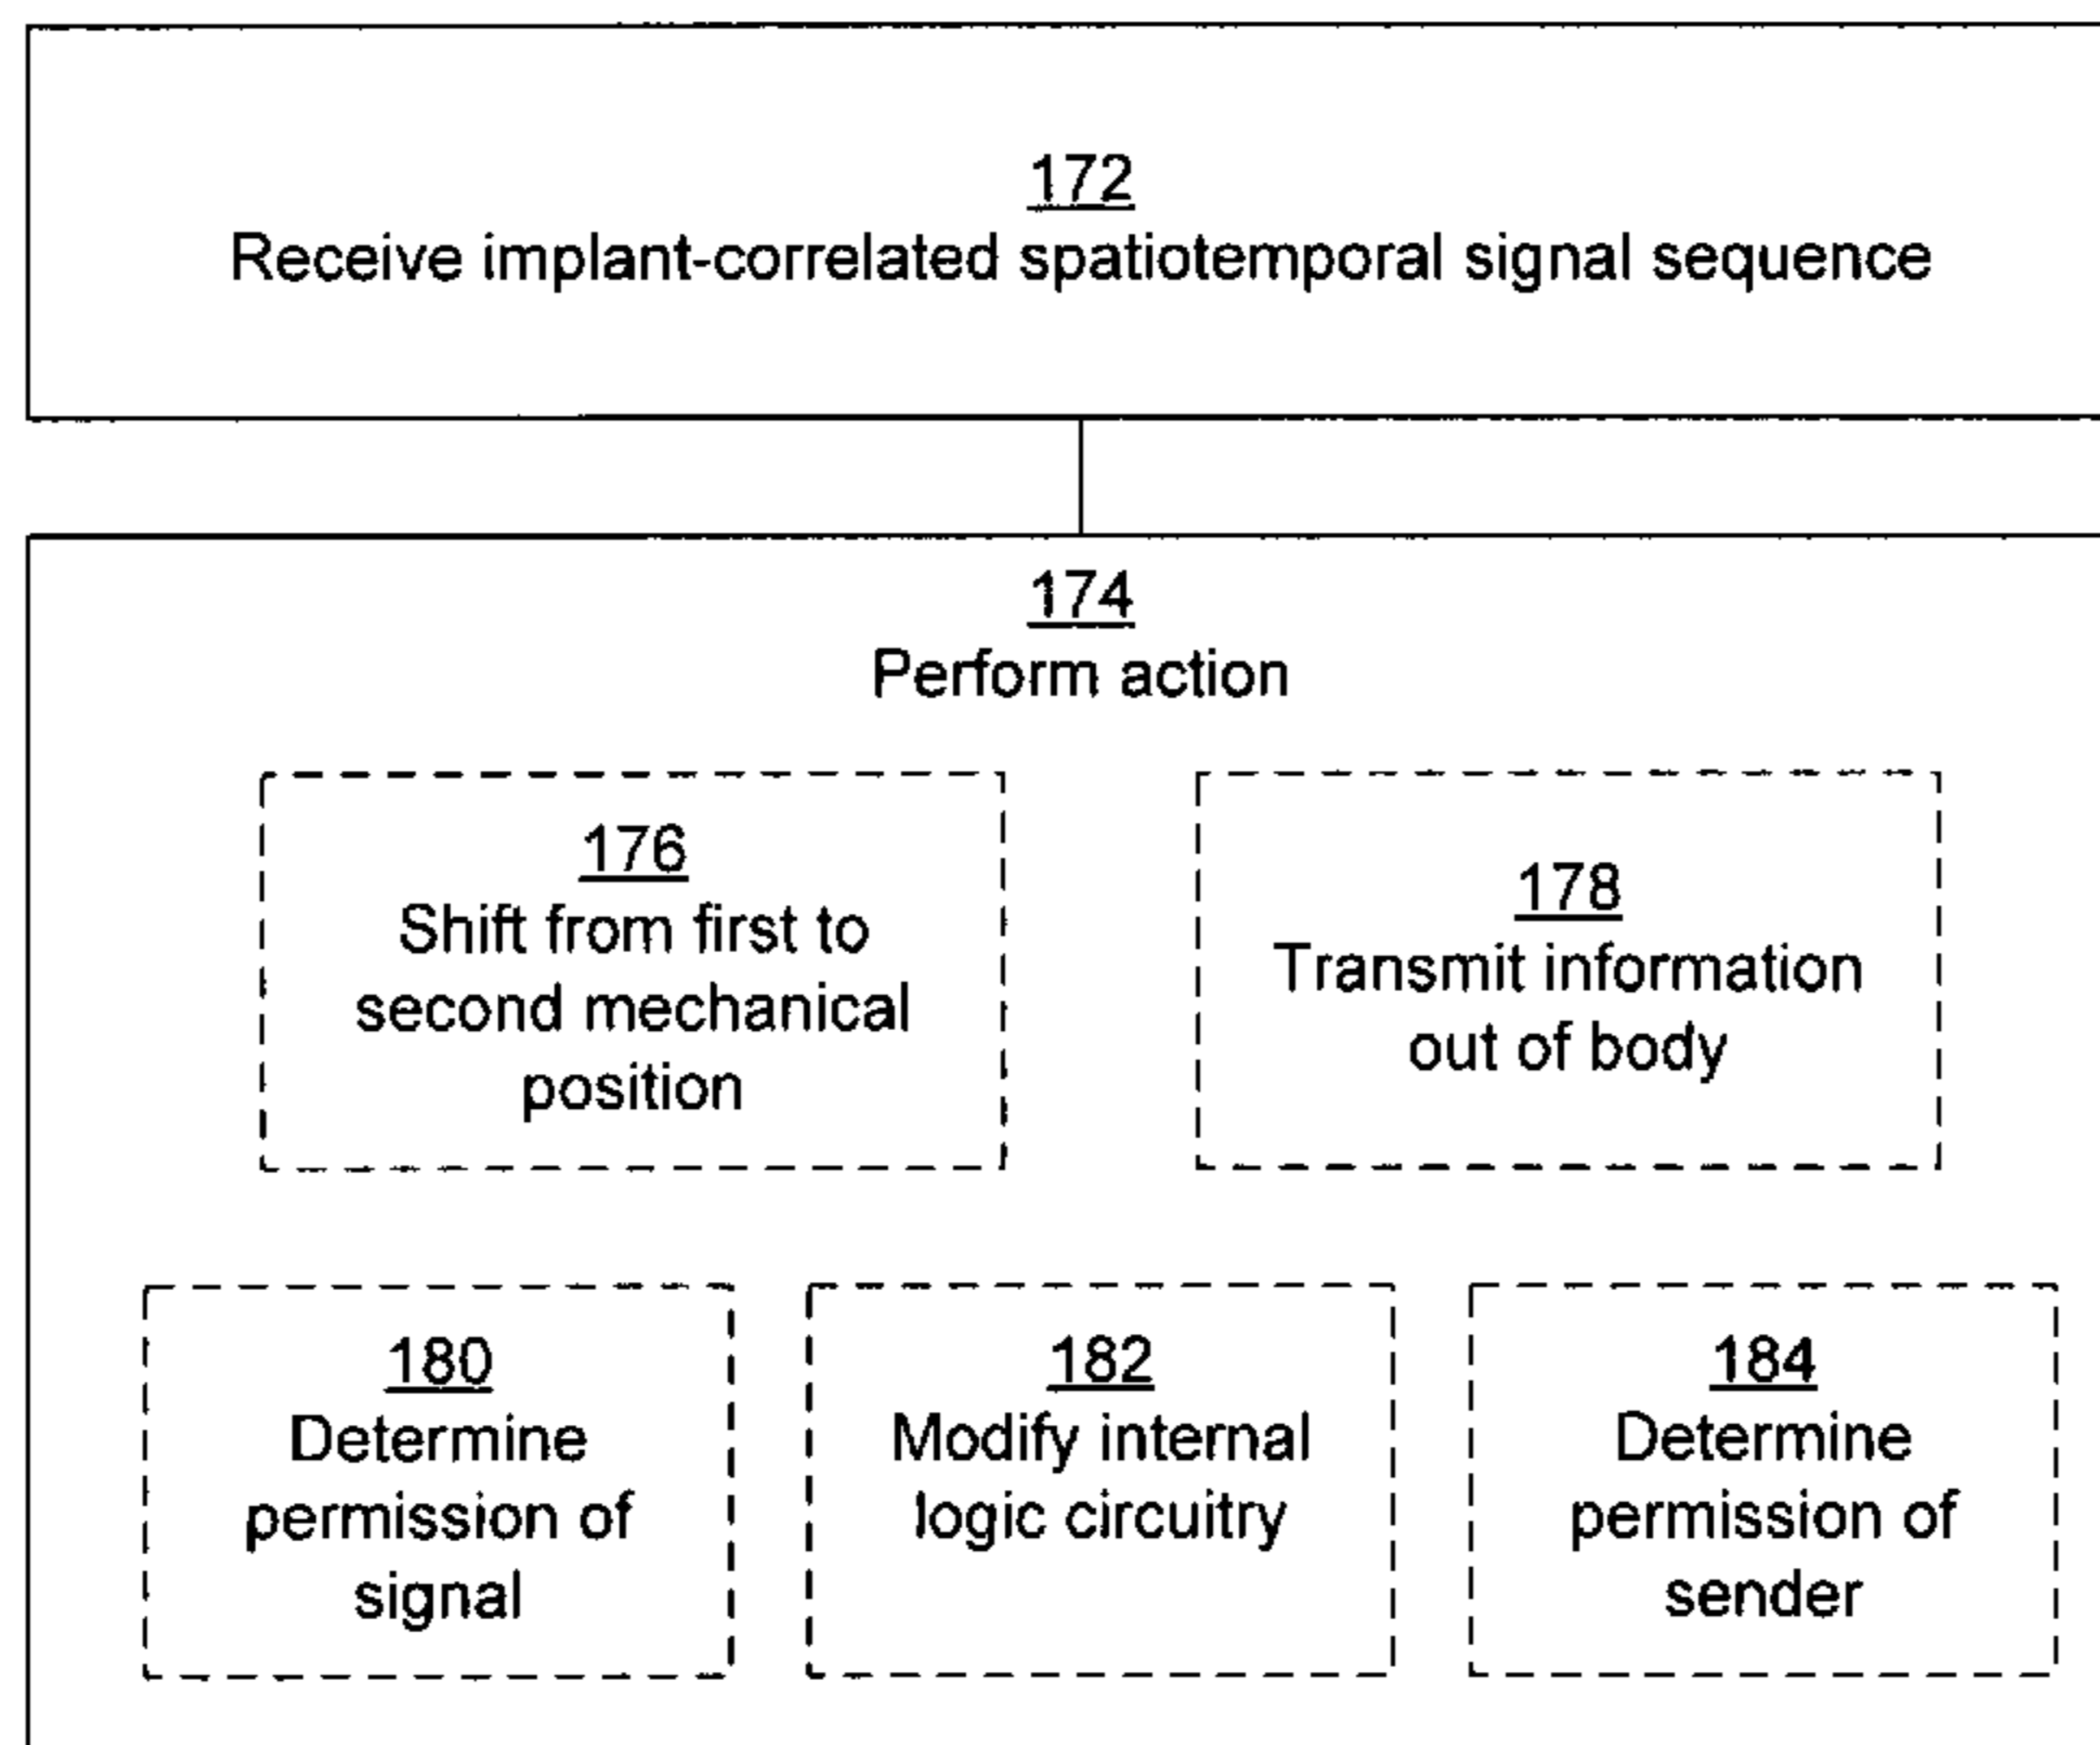 172
Receive implant-correlated spatiotemporal signal sequence
174
Perform action
176
Shift from first to
second mechanical
position
178
Transmit information
out of body
180
Determine
permission of
signal
182
Modify internal
logic circuitry
184
Determine
permission of
sender